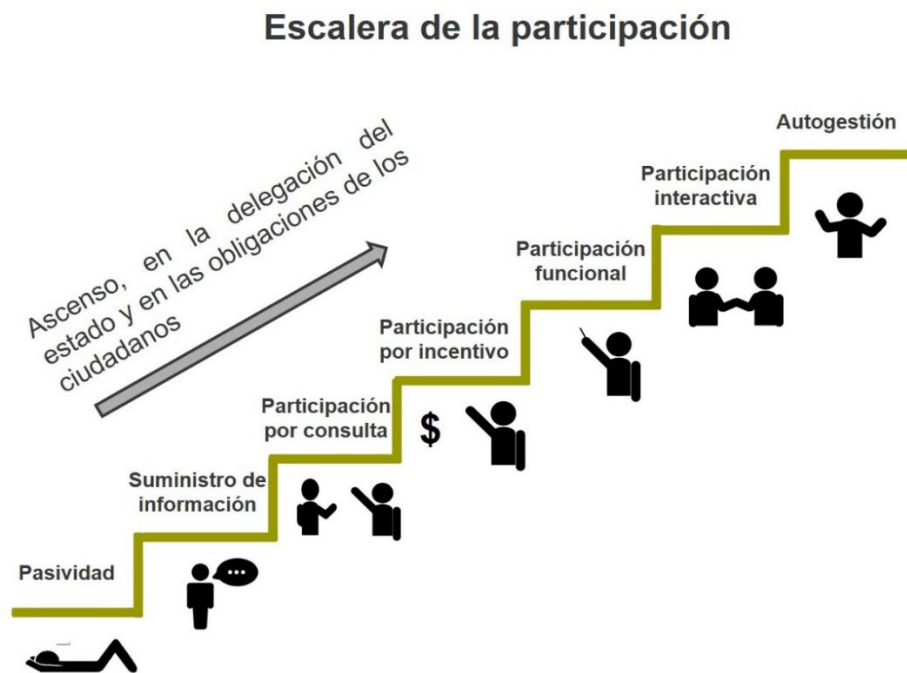 Escalera de la participación
Ascenso, en la delegación del
estado y en las obligaciones de los
ciudadanos
Autogestión
Participación
interactiva
Participación
funcional
Participación
por incentivo
$
Participación
por consulta
Suministro de
información
Pasividad